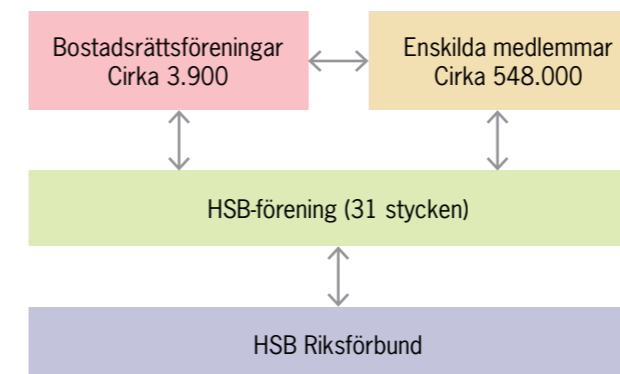 Bostadsrättsföreningar
Cirka 3.900
Enskilda medlemmar
Cirka 548.000
HSB-förening (31 stycken)
HSB Riksförbund